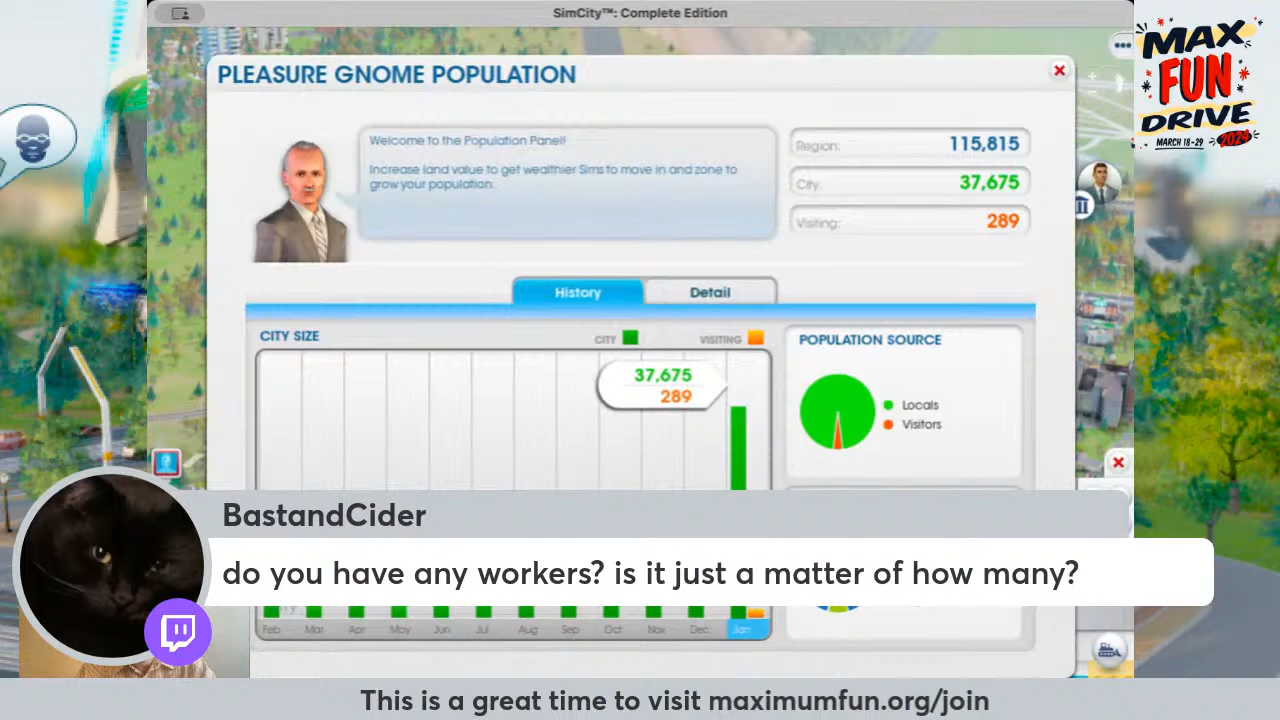 SimCity™: Complete Edition
MAX
FUN
DRIVE
MARCH 18-29
2024
PLEASURE GNOME POPULATION
Welcome to the Population Panel!
Increase land value to get wealthier Sims to move in and zone to
grow your population.
Region: 115,815
City: 37,675
Visiting: 289
History
Detail
CITY SIZE
CITY
VISITING
37,675
289
POPULATION SOURCE
Locals
Visitors
BastandCider
do you have any workers? is it just a matter of how many?
Feb Mar Apr May Jun Jul Aug Sep Oct Nov Dec Jan
This is a great time to visit maximumfun.org/join